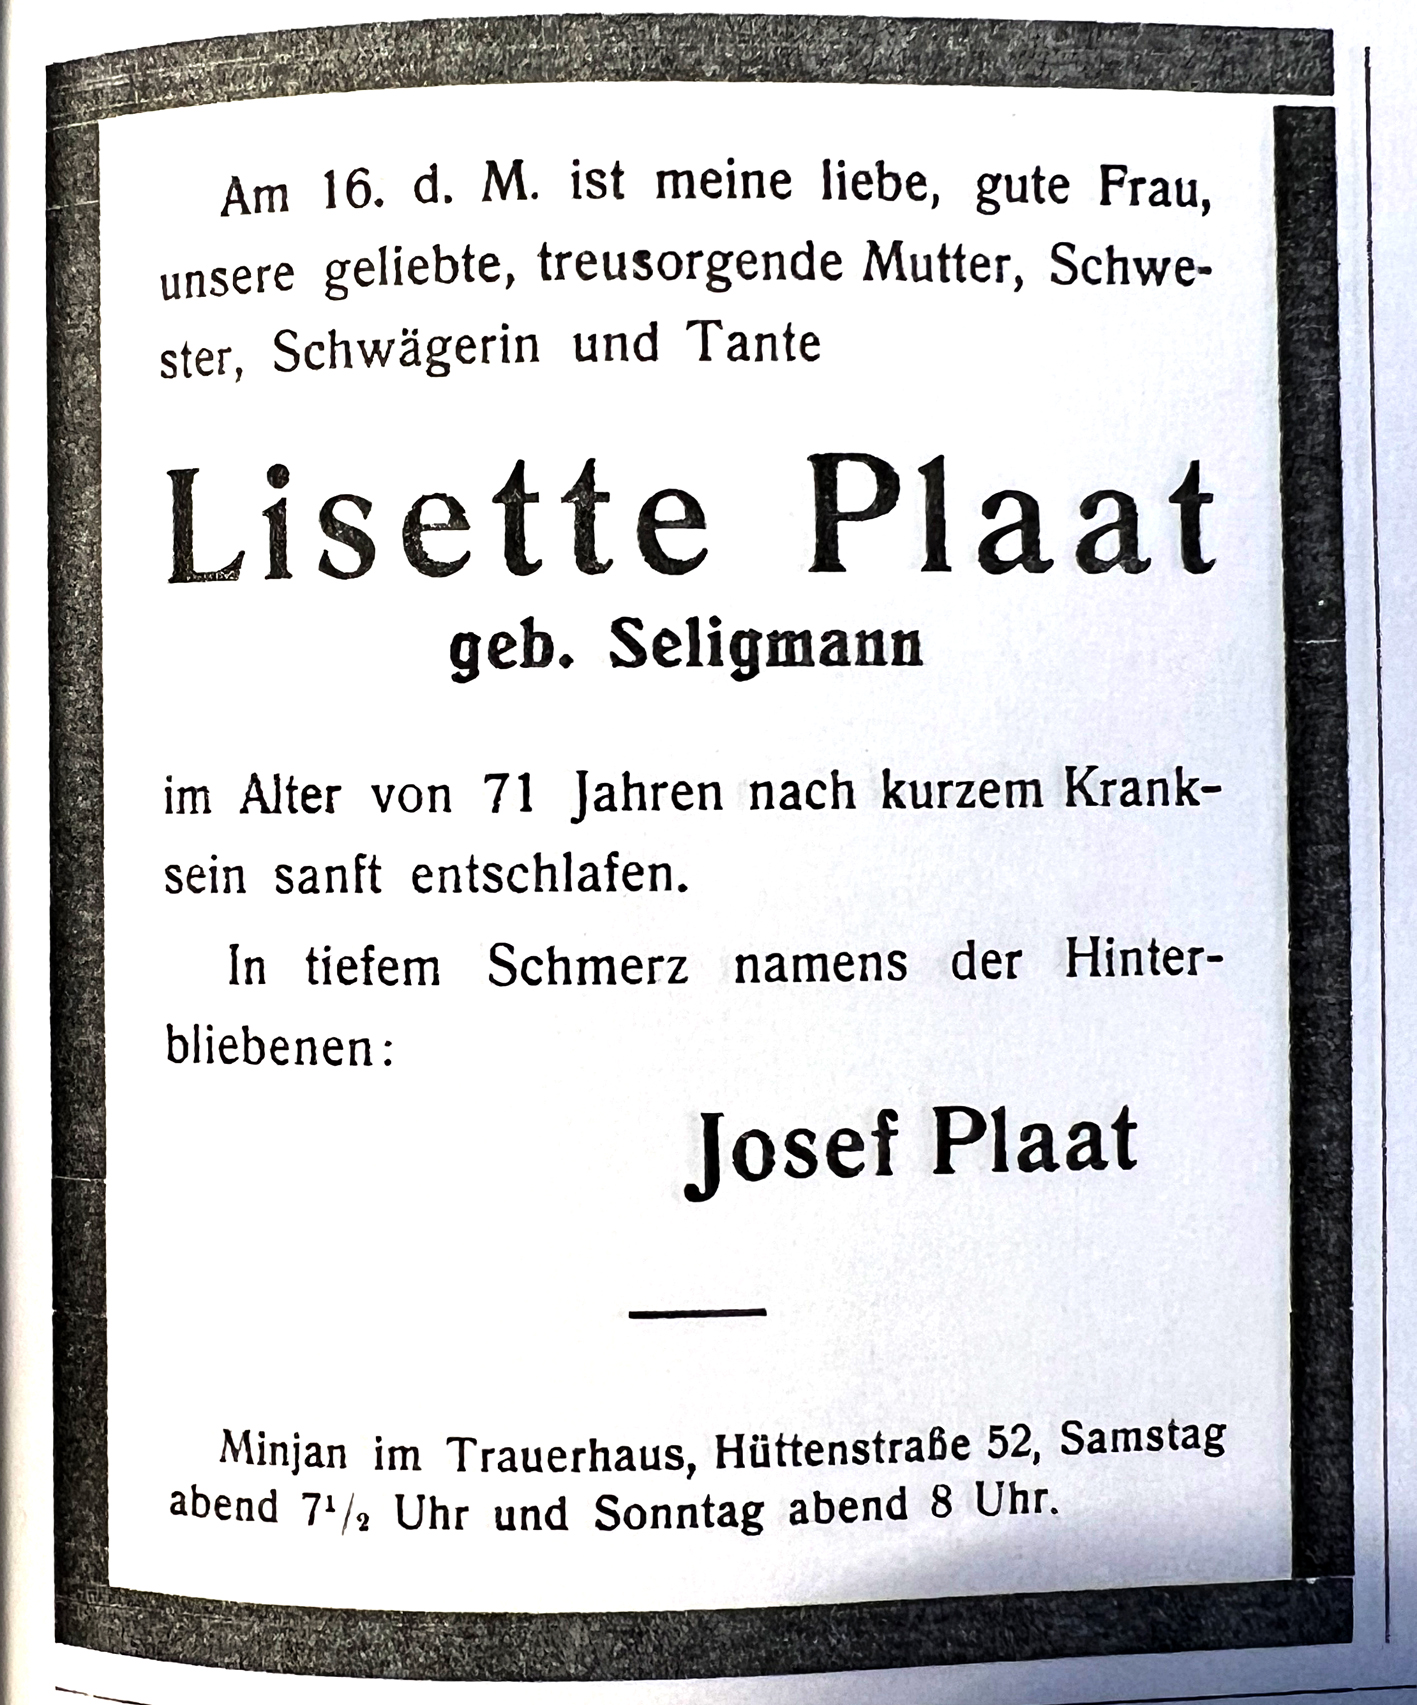 Am 16. d. M. ist meine liebe, gute Frau,
unsere geliebte, treusorgende Mutter, Schwe-
ster, Schwägerin und Tante
Lisette Plaat
geb. Seligmann
im Alter von 71 Jahren nach kurzem Krank-
sein sanft entschlafen.
In tiefem Schmerz namens der Hinter-
bliebenen:
Josef Plaat
Minjan im Trauerhaus, Hüttenstraße 52, Samstag
abend 7¹/₂ Uhr und Sonntag abend 8 Uhr.